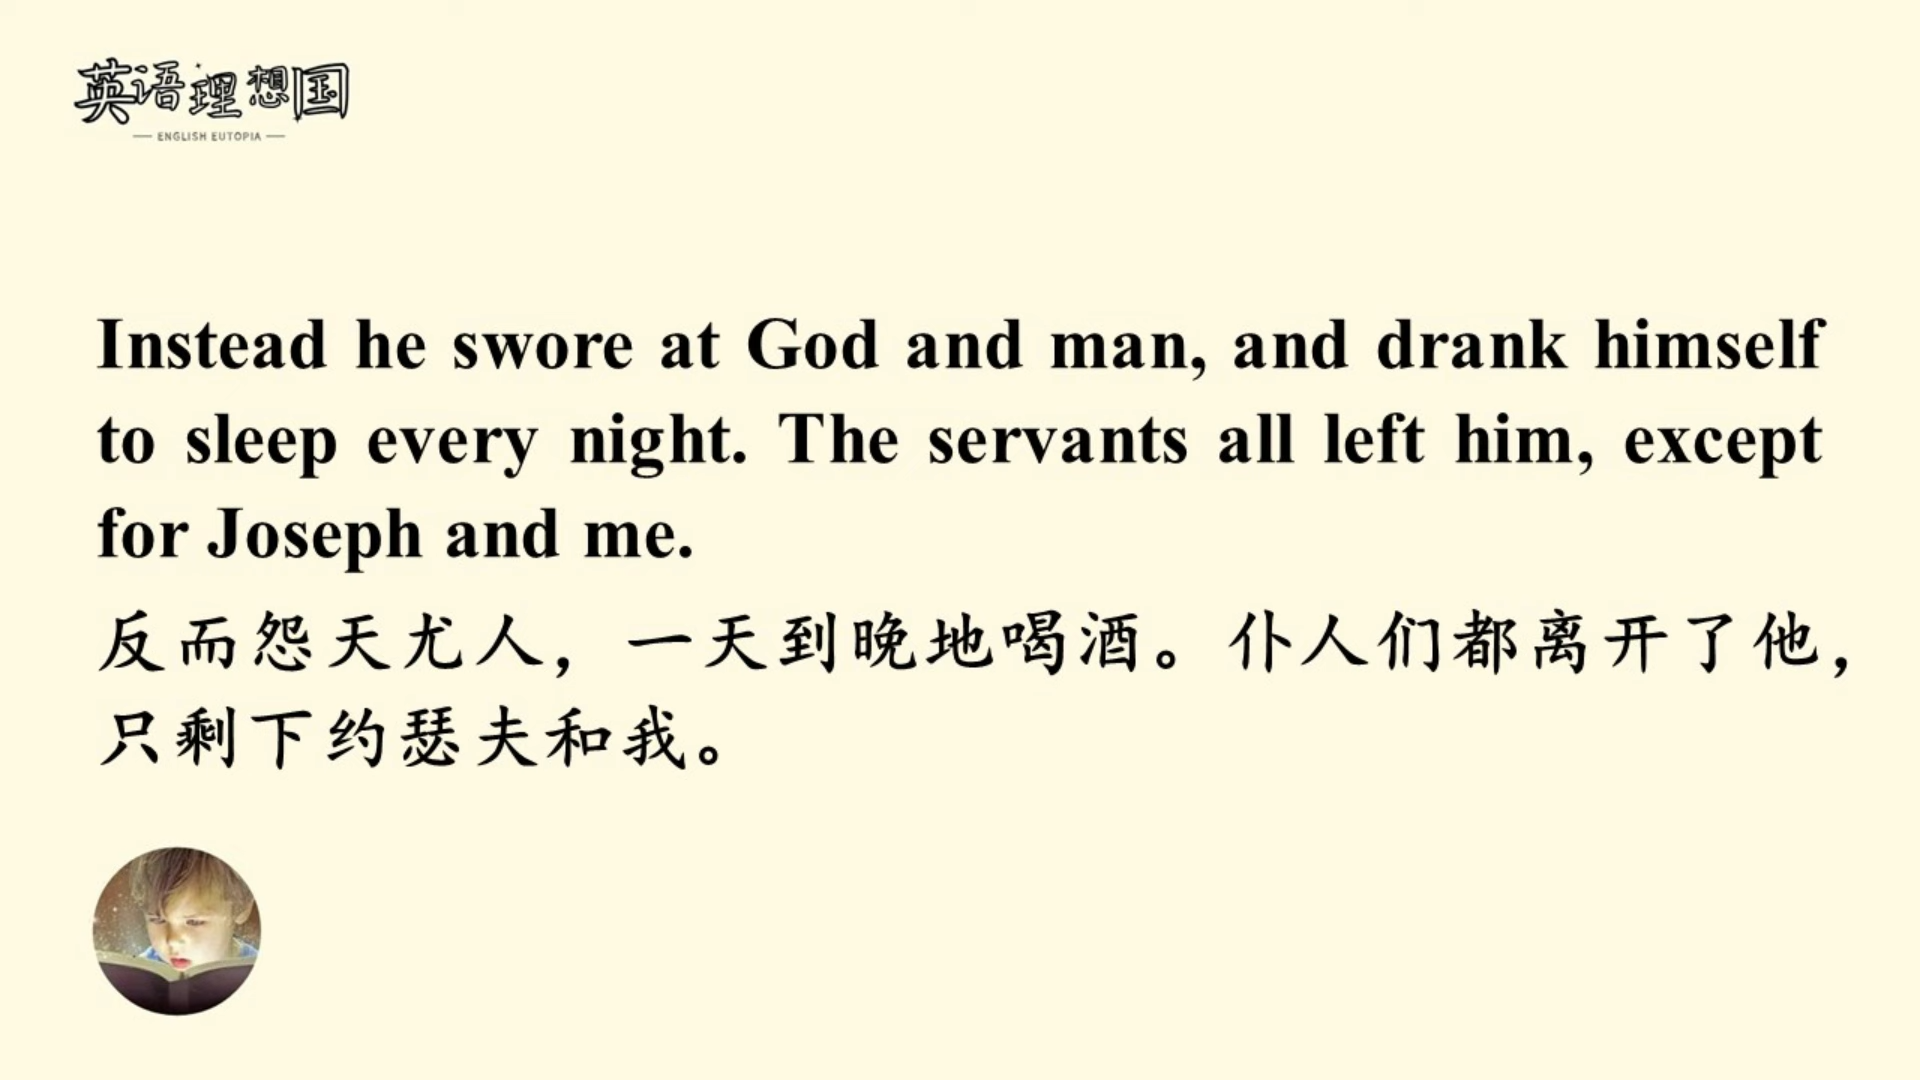 英语理想国
ENGLISH EUTOPIA
Instead he swore at God and man, and drank himself
to sleep every night. The servants all left him, except
for Joseph and me.
反而怨天尤人，一天到晚地喝酒。仆人们都离开了他，
只剩下约瑟夫和我。